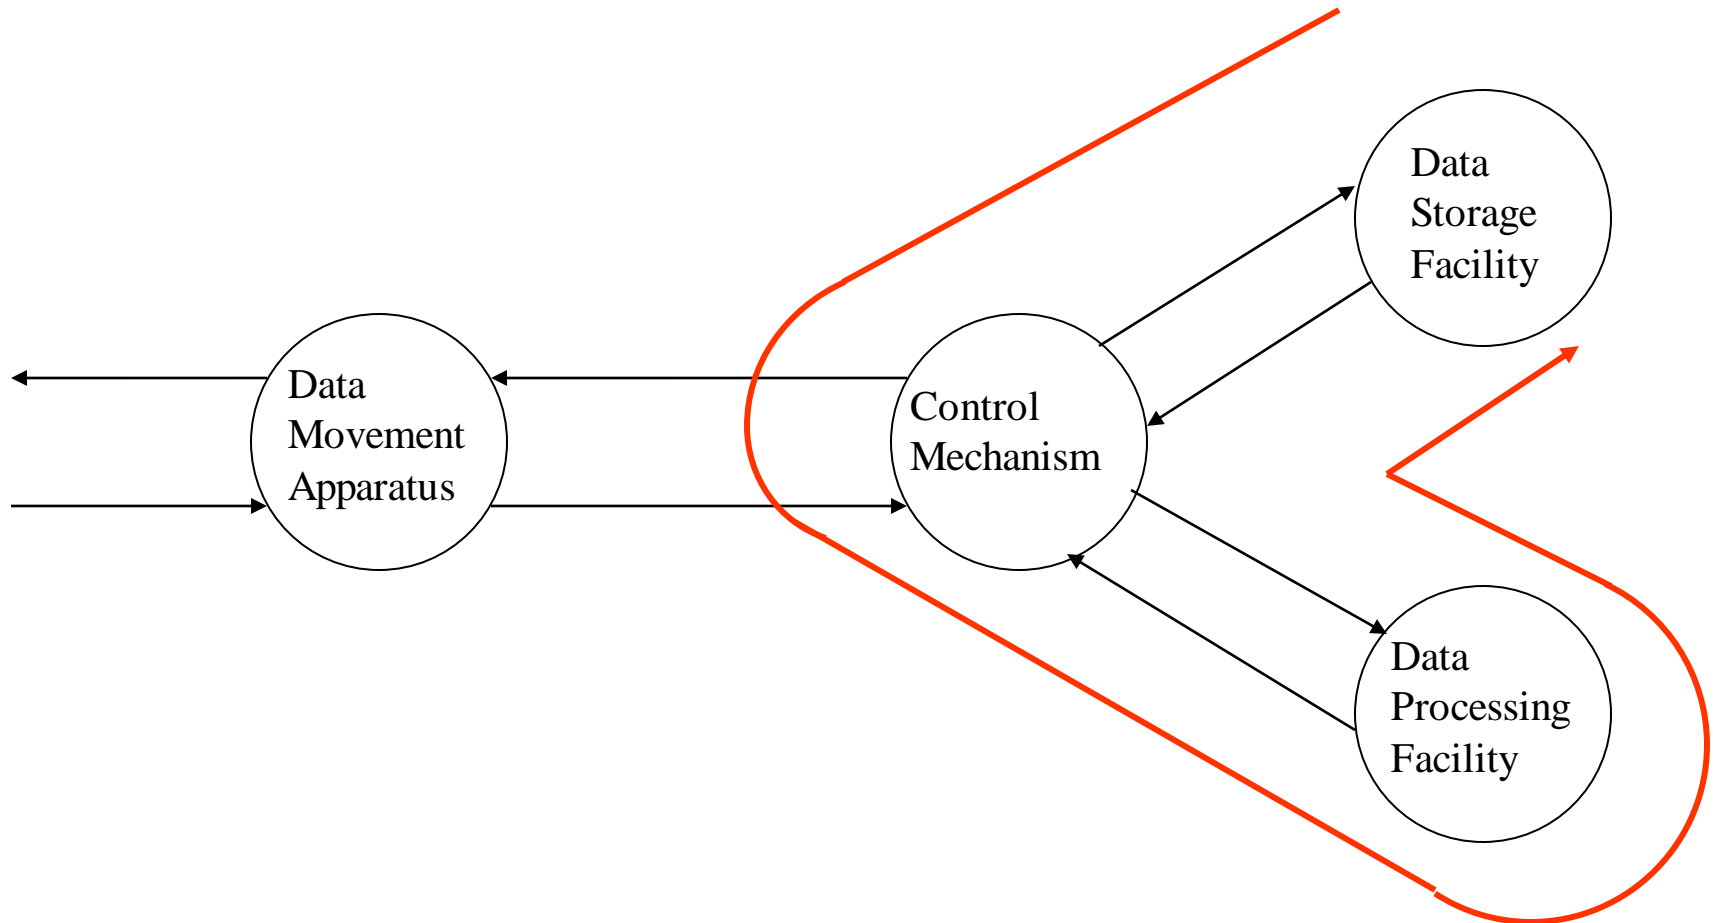 Data
Storage
Facility
Data
Movement
Apparatus
Control
Mechanism
Data
Processing
Facility